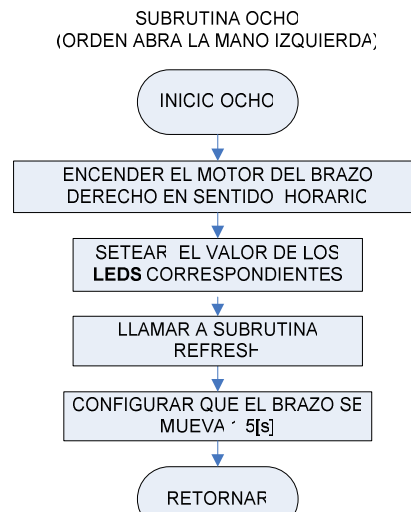 SUBRUTINA OCHO
(ORDEN ABRA LA MANO IZQUIERDA)
INICIO OCHO
ENCENDER EL MOTOR DEL BRAZO
DERECHO EN SENTIDO HORARIO
SETEAR EL VALOR DE LOS
LEDS CORRESPONDIENTES
LLAMAR A SUBRUTINA
REFRESH
CONFIGURAR QUE EL BRAZO SE
MUEVA 5[s]
RETORNAR